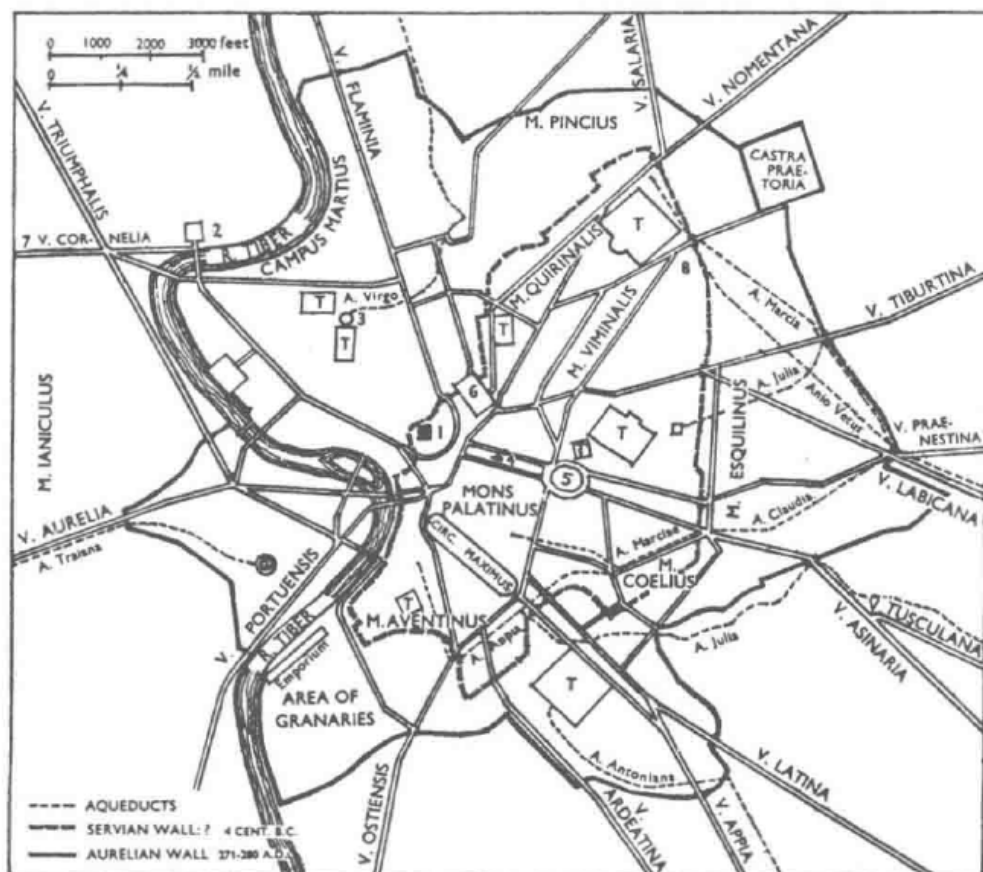 0 1000 2000 3000 feet
0 ¼ ½ mile
V. TRIUMPHALIS
V. FLAMINIA
V. SALARIA
V. NOMENTANA
M. PINCIUS
CASTRA
PRAE-
TORIA
CAMPUS MARTIUS
7 V. COR-NELIA
2
R. TIBER
T
A. Virgo
3
T
M. QUIRINALIS
T
8
A. Marcia
V. TIBURTINA
T
M. VIMINALIS
6
A. Julia
Anio Vetus
M. IANICULUS
1
T
T
V. PRAE-
NESTINA
V. LABICANA
5
M. ESQUILINUS
MONS
PALATINUS
A. Claudia
V. AURELIA
A. Traiana
CIRC. MAXIMUS
A. Marcia
M.
COELIUS
V. PORTUENSIS
R. TIBER
T
M. AVENTINUS
A. Appia
A. Julia
V. TUSCULANA
V. ASINARIA
Emporium
AREA OF
GRANARIES
T
V. LATINA
A. Antoniana
V. OSTIENSIS
V. ARDEATINA
V. APPIA
AQUEDUCTS
SERVIAN WALL: ? 4 CENT. B.C.
AURELIAN WALL 271-280 A.D.